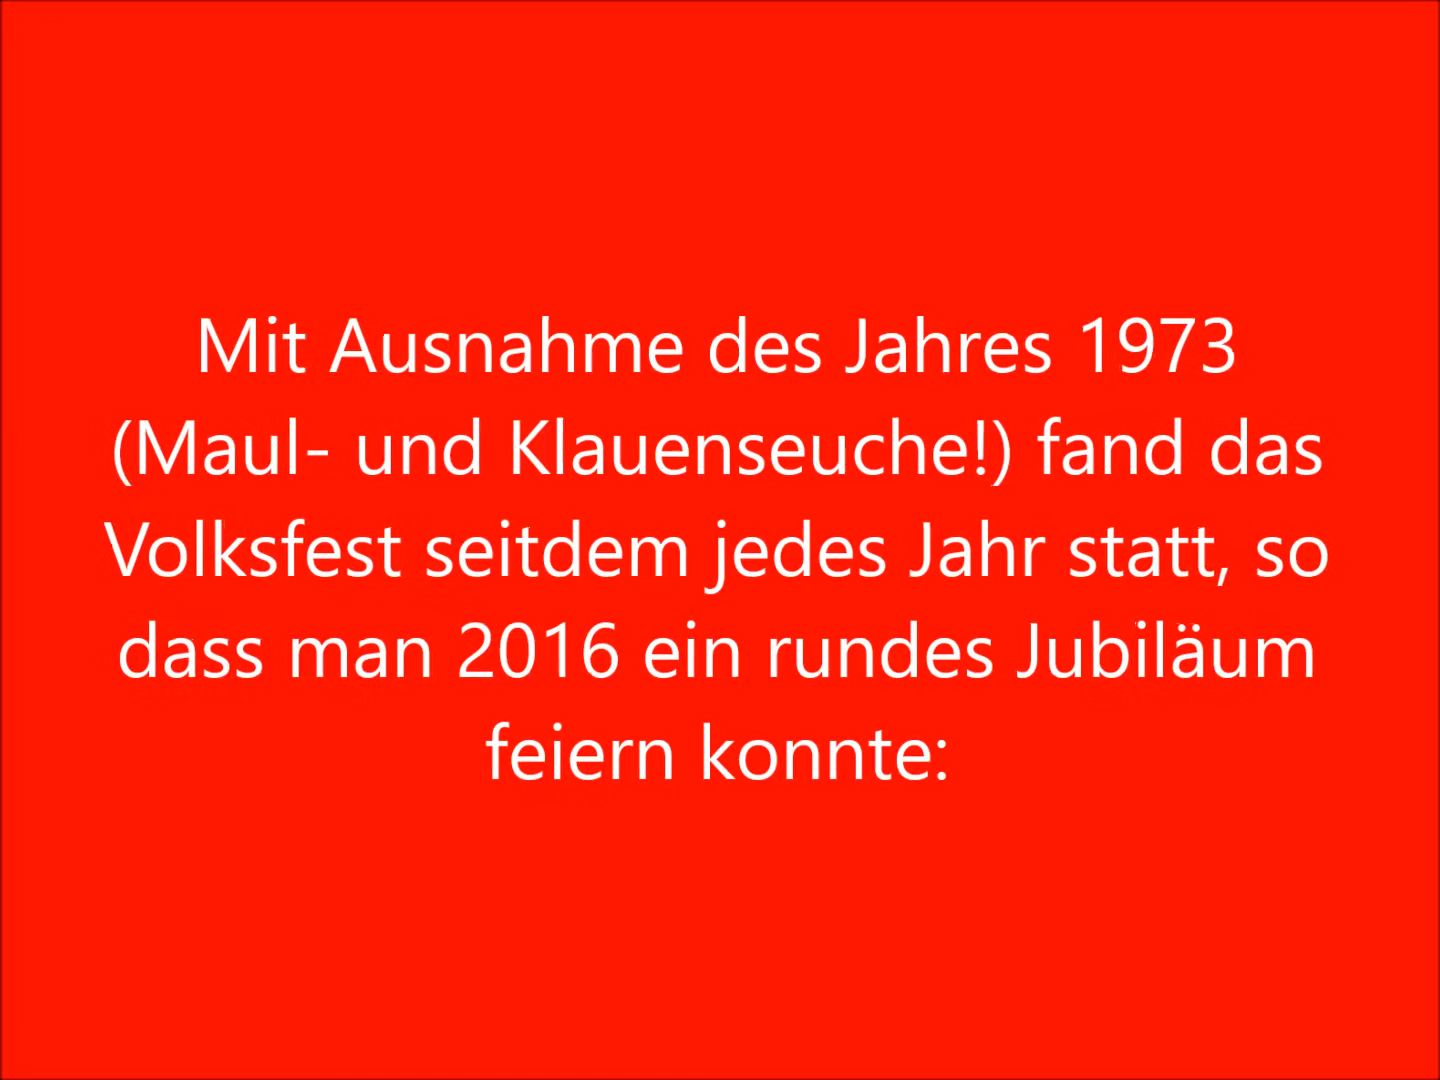 Mit Ausnahme des Jahres 1973
(Maul- und Klauenseuche!) fand das
Volksfest seitdem jedes Jahr statt, so
dass man 2016 ein rundes Jubiläum
feiern konnte: